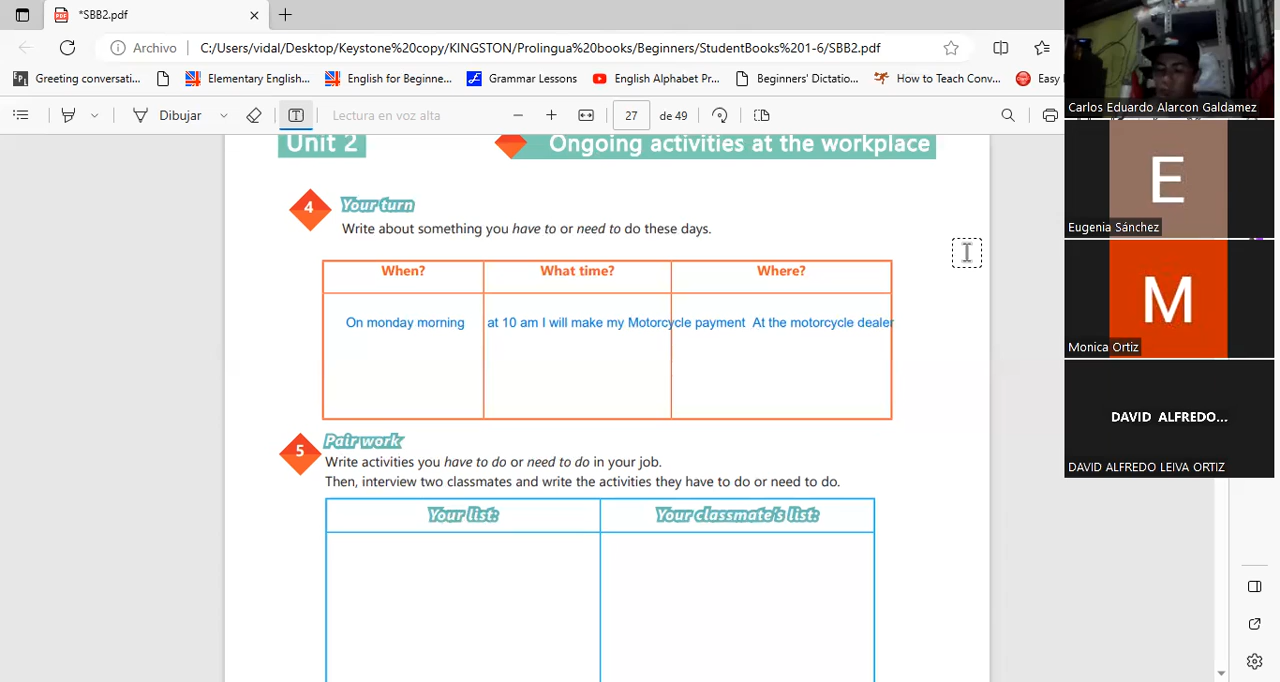 *SBB2.pdf
Archivo C:/Users/vidal/Desktop/Keystone%20copy/KINGSTON/Prolingua%20books/Beginners/StudentBooks%201-6/SBB2.pdf
Greeting conversati... Elementary English... English for Beginne... Grammar Lessons English Alphabet Pr... Beginners' Dictatio... How to Teach Conv... Easy
Dibujar Lectura en voz alta 27 de 49
Unit 2 Ongoing activities at the workplace
4 Your turn
Write about something you have to or need to do these days.
When? What time? Where?
On monday morning at 10 am I will make my Motorcycle payment At the motorcycle dealer
5 Pair work
Write activities you have to do or need to do in your job.
Then, interview two classmates and write the activities they have to do or need to do.
Your list: Your classmate's list:
Carlos Eduardo Alarcon Galdamez
E
Eugenia Sánchez
M
Monica Ortiz
DAVID ALFREDO...
DAVID ALFREDO LEIVA ORTIZ